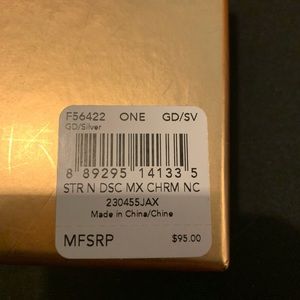 F56422 ONE GD/SV
GD/Silver
8 89295 14133 5
STR N DSC MX CHRM NC
230455JAX
Made in China/Chine
MFSRP $95.00